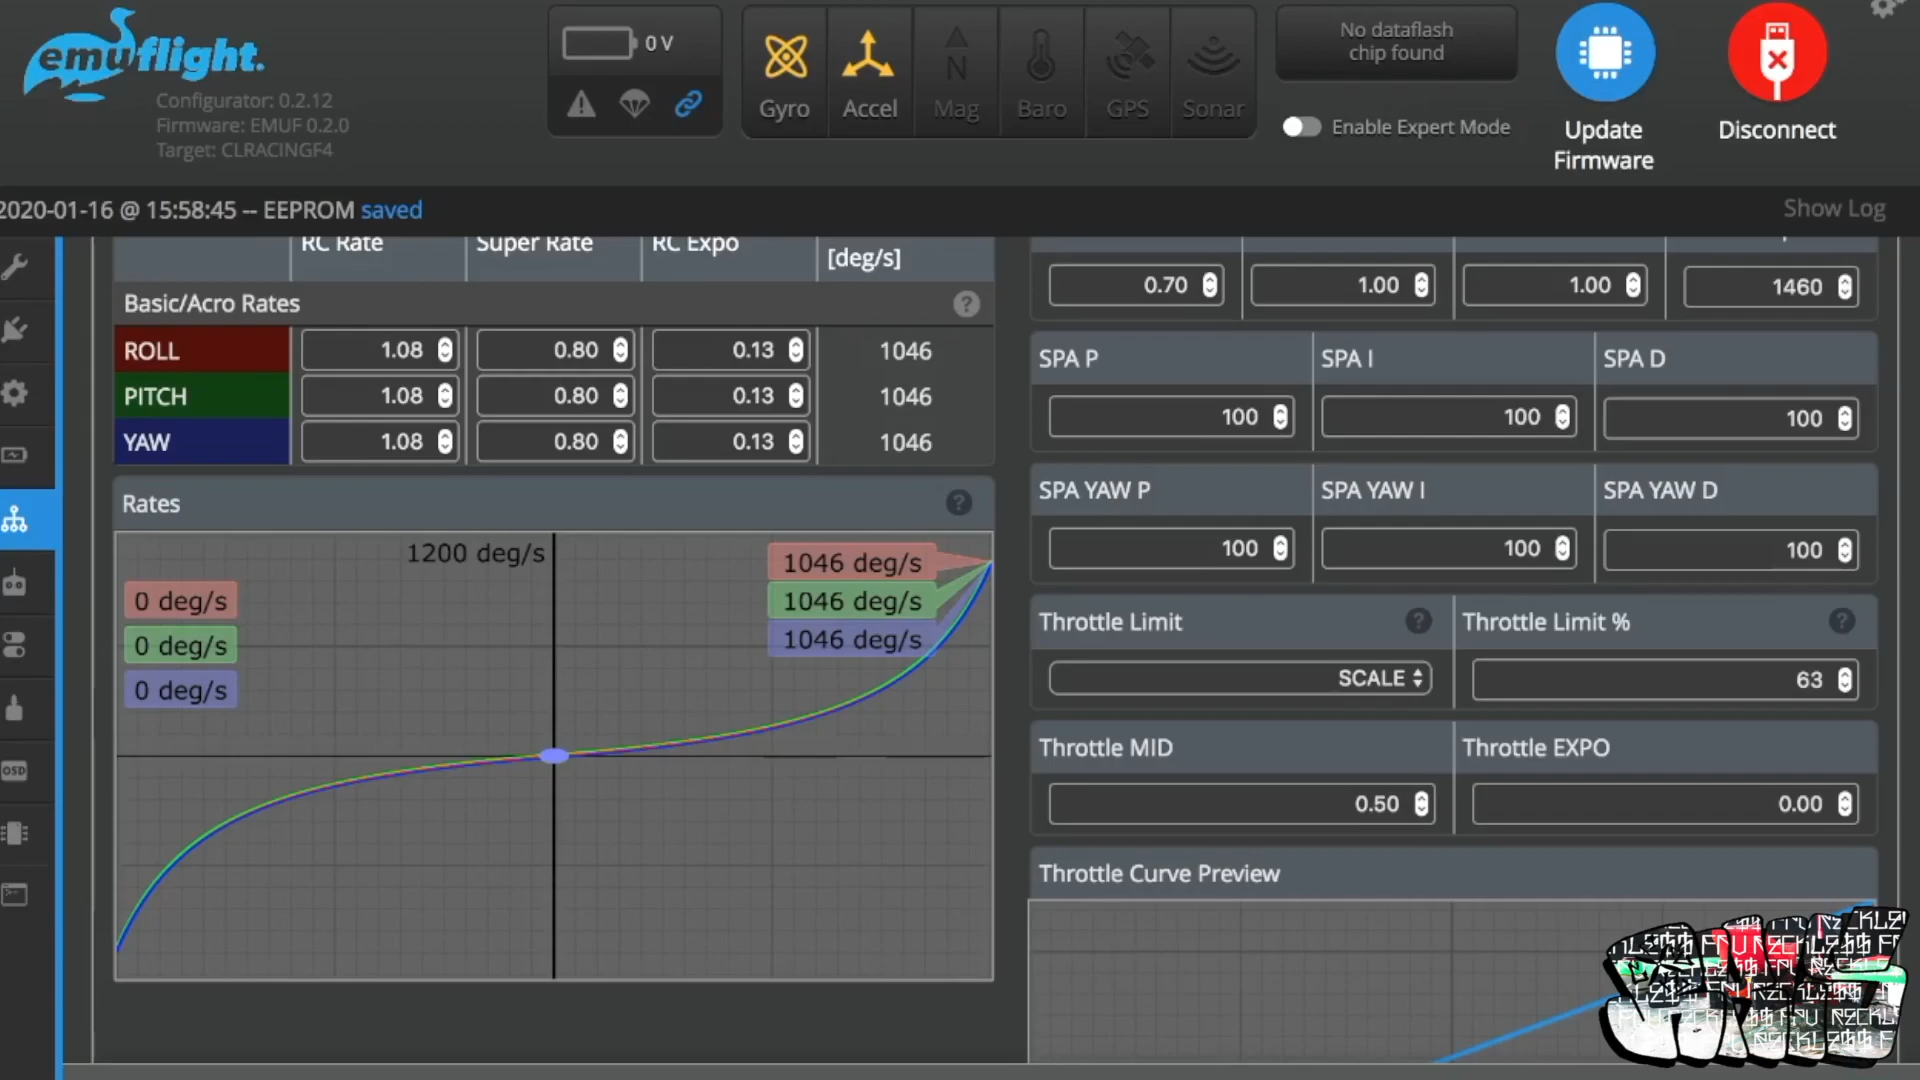 emuflight.
Configurator: 0.2.12
Firmware: EMUF 0.2.0
Target: CLRACINGF4
0 V
Gyro
Accel
Mag
N
Baro
GPS
Sonar
No dataflash
chip found
Enable Expert Mode
Update
Firmware
Disconnect
2020-01-16 @ 15:58:45 -- EEPROM saved
Show Log
RC Rate Super Rate RC Expo
[deg/s]
Basic/Acro Rates
ROLL 1.08 0.80 0.13 1046
PITCH 1.08 0.80 0.13 1046
YAW 1.08 0.80 0.13 1046
Rates
1200 deg/s
1046 deg/s
1046 deg/s
1046 deg/s
0 deg/s
0 deg/s
0 deg/s
OSD
0.70 1.00 1.00 1460
SPA P SPA I SPA D
100 100 100
SPA YAW P SPA YAW I SPA YAW D
100 100 100
Throttle Limit Throttle Limit %
SCALE 63
Throttle MID Throttle EXPO
0.50 0.00
Throttle Curve Preview